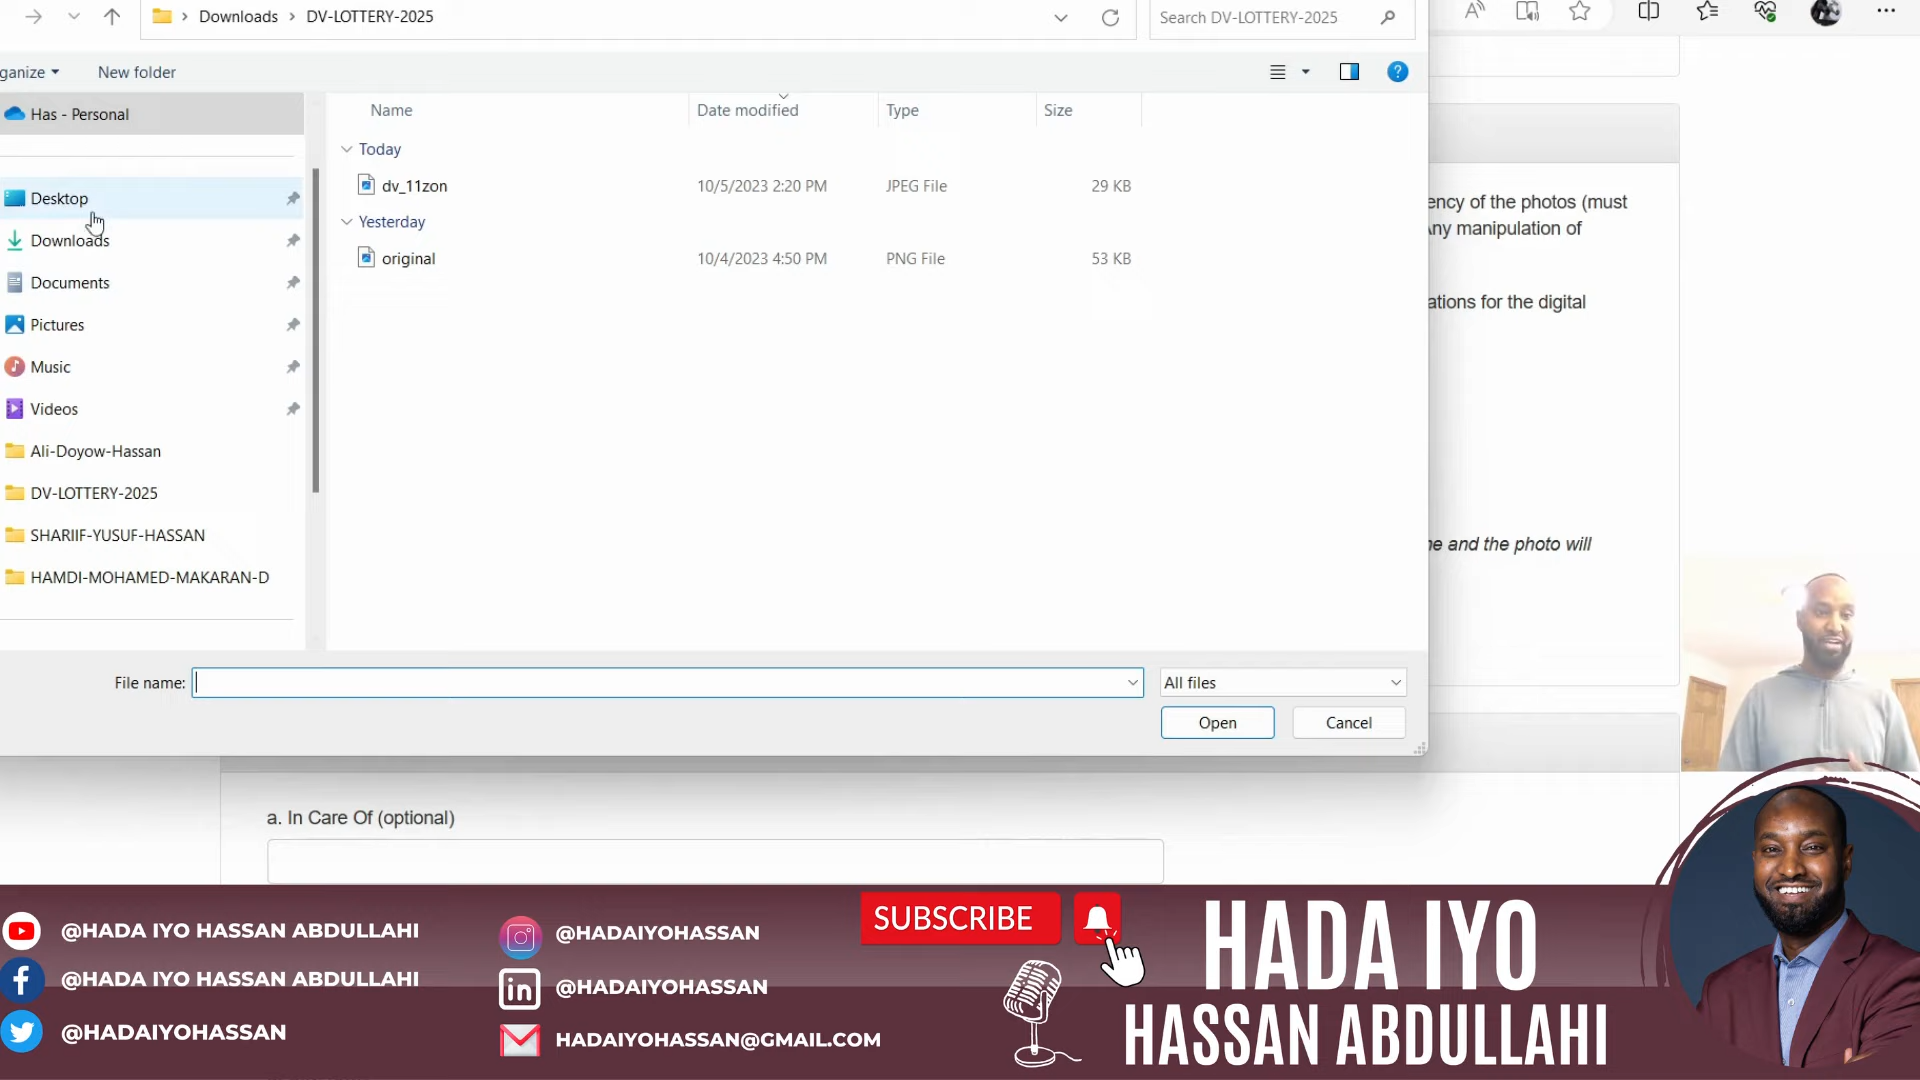 Downloads > DV-LOTTERY-2025
Search DV-LOTTERY-2025
ganize
New folder
Has - Personal
Desktop
Downloads
Documents
Pictures
Music
Videos
Ali-Doyow-Hassan
DV-LOTTERY-2025
SHARIIF-YUSUF-HASSAN
HAMDI-MOHAMED-MAKARAN-D
Name Date modified Type Size
Today
dv_11zon 10/5/2023 2:20 PM JPEG File 29 KB
Yesterday
original 10/4/2023 4:50 PM PNG File 53 KB
File name:
All files
Open
Cancel
ency of the photos (must
Any manipulation of
ations for the digital
me and the photo will
a. In Care Of (optional)
@HADA IYO HASSAN ABDULLAHI
@HADA IYO HASSAN ABDULLAHI
@HADAIYOHASSAN
@HADAIYOHASSAN
@HADAIYOHASSAN
HADAIYOHASSAN@GMAIL.COM
SUBSCRIBE
HADA IYO
HASSAN ABDULLAHI